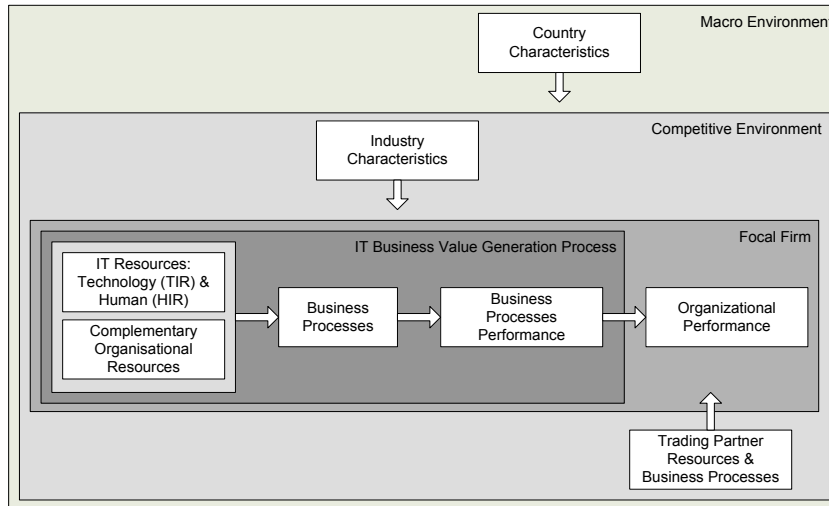 Country
Characteristics
Macro Environment
Competitive Environment
Industry
Characteristics
Focal Firm
IT Business Value Generation Process
IT Resources:
Technology (TIR) &
Human (HIR)
Complementary
Organisational
Resources
Business
Processes
Business
Processes
Performance
Organizational
Performance
Trading Partner
Resources &
Business Processes